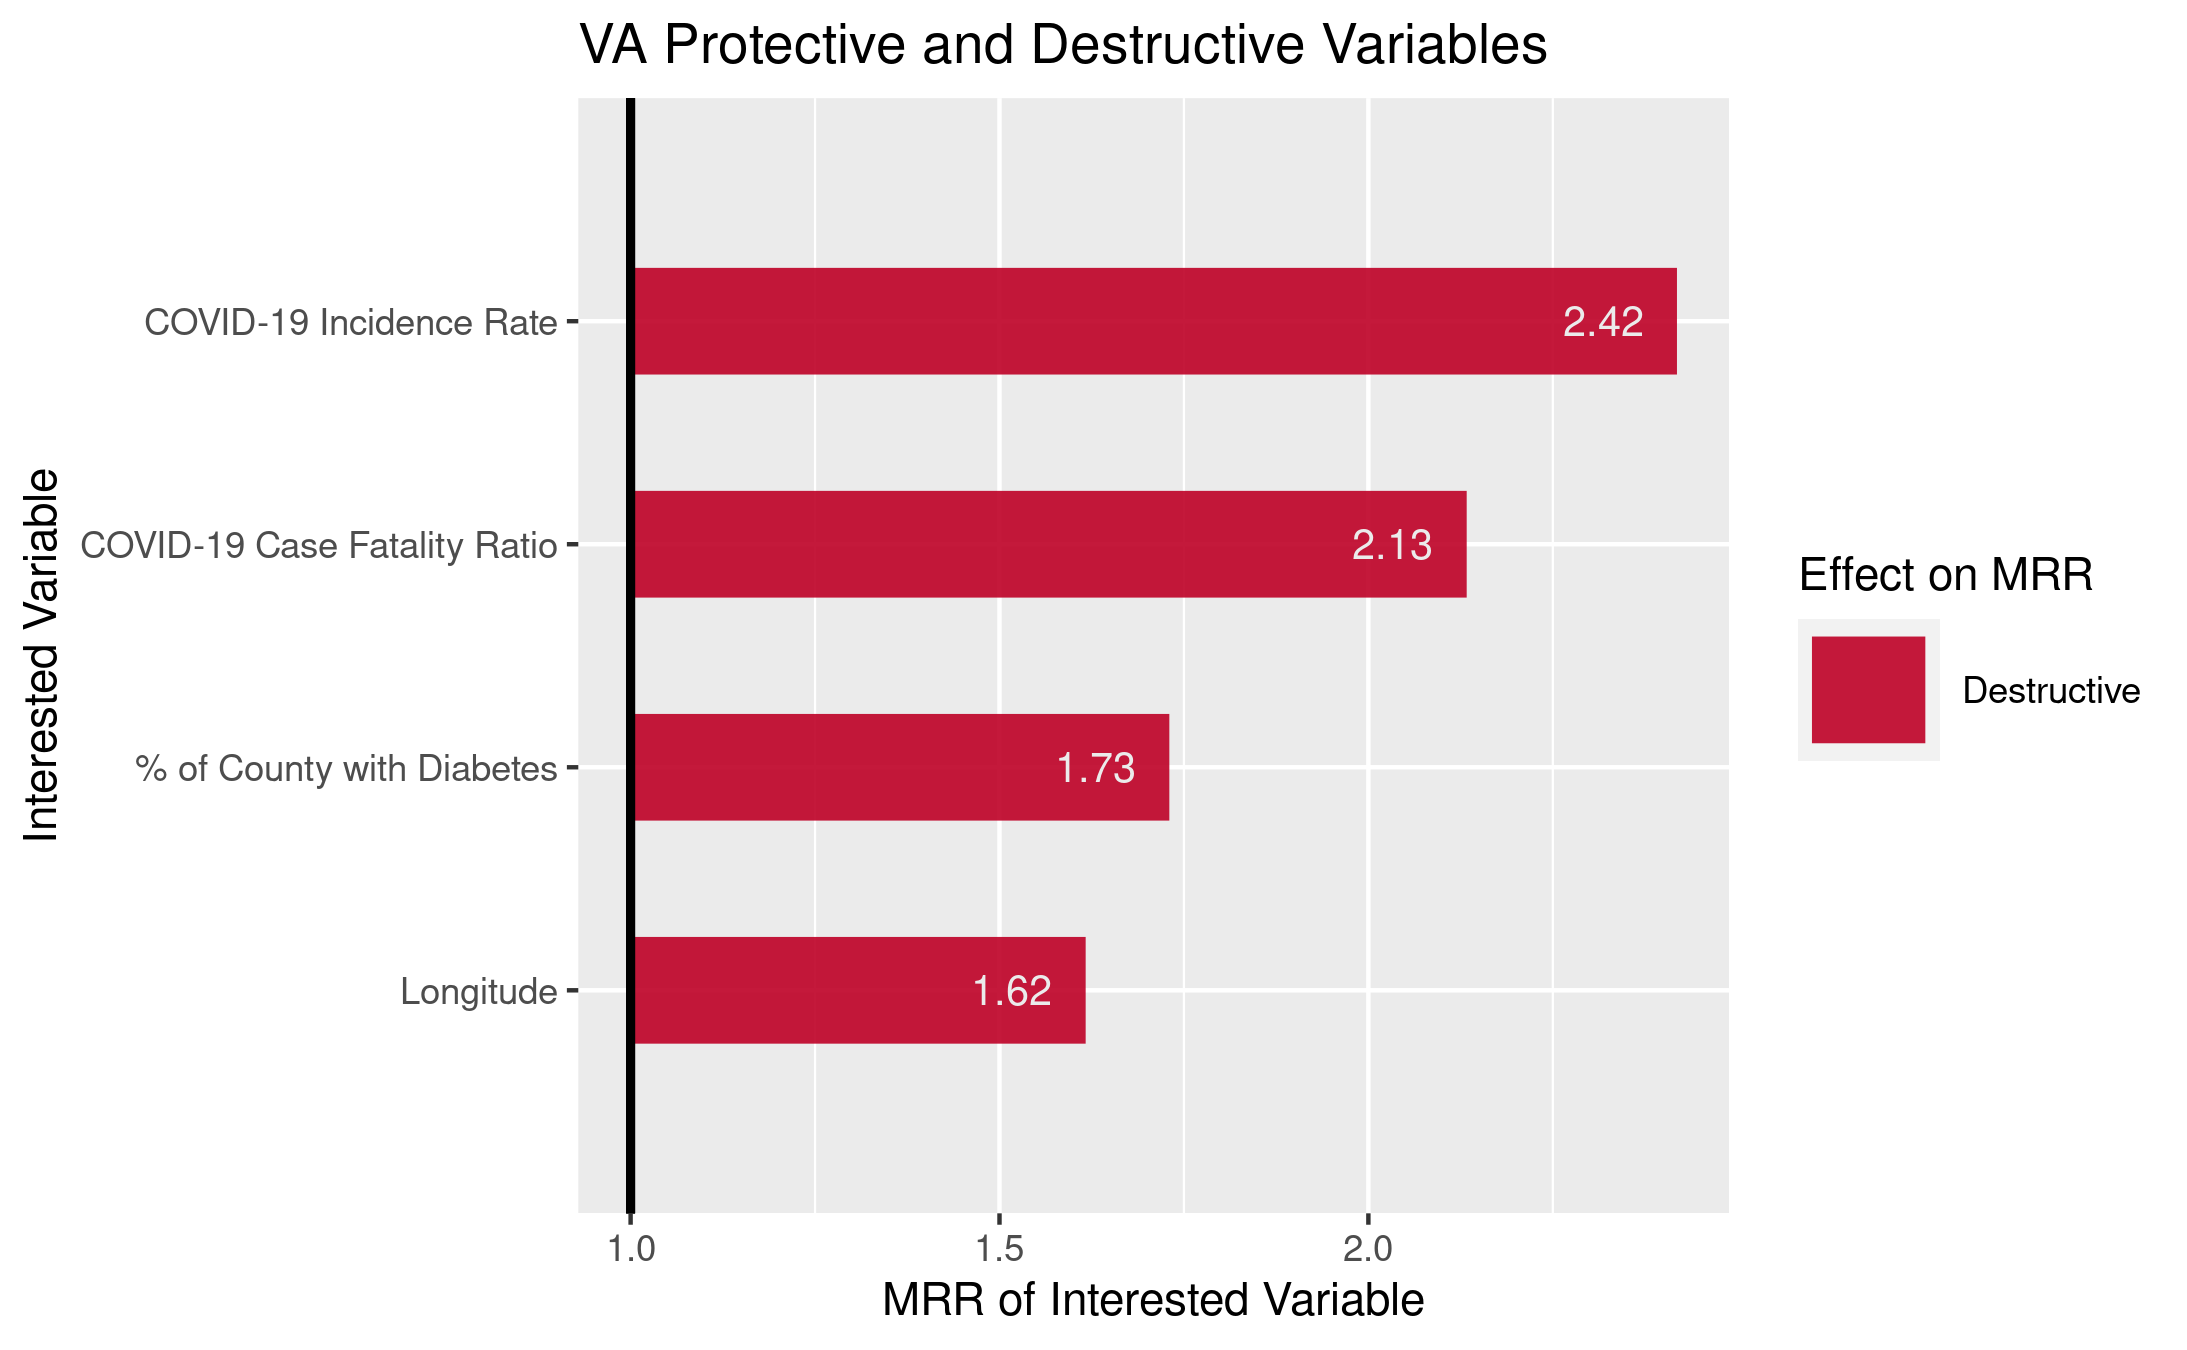 VA Protective and Destructive Variables
Interested Variable
COVID-19 Incidence Rate
2.42
COVID-19 Case Fatality Ratio
2.13
% of County with Diabetes
1.73
Longitude
1.62
1.0
1.5
2.0
MRR of Interested Variable
Effect on MRR
Destructive